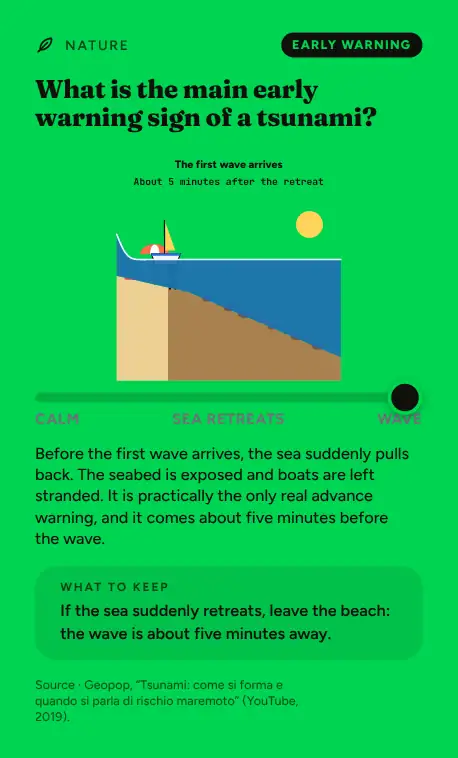 NATURE
EARLY WARNING
What is the main early
warning sign of a tsunami?
The first wave arrives
About 5 minutes after the retreat
CALM
SEA RETREATS
WAVE
Before the first wave arrives, the sea suddenly pulls
back. The seabed is exposed and boats are left
stranded. It is practically the only real advance
warning, and it comes about five minutes before
the wave.
WHAT TO KEEP
If the sea suddenly retreats, leave the beach:
the wave is about five minutes away.
Source · Geopop, “Tsunami: come si forma e
quando si parla di rischio maremoto” (YouTube,
2019).